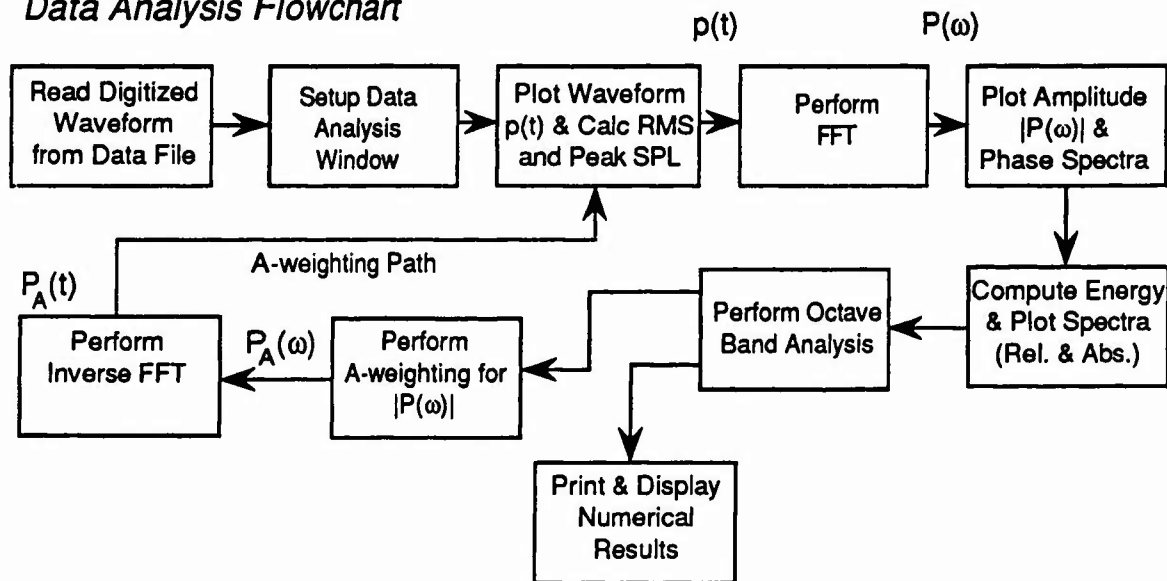 Data Analysis Flowchart
p(t)
P(ω)
Read Digitized
Waveform
from Data File
Setup Data
Analysis
Window
Plot Waveform
p(t) & Calc RMS
and Peak SPL
Perform
FFT
Plot Amplitude
|P(ω)| &
Phase Spectra
A-weighting Path
P_A(t)
Perform
Inverse FFT
P_A(ω)
Perform
A-weighting for
|P(ω)|
Perform Octave
Band Analysis
Compute Energy
& Plot Spectra
(Rel. & Abs.)
Print & Display
Numerical
Results